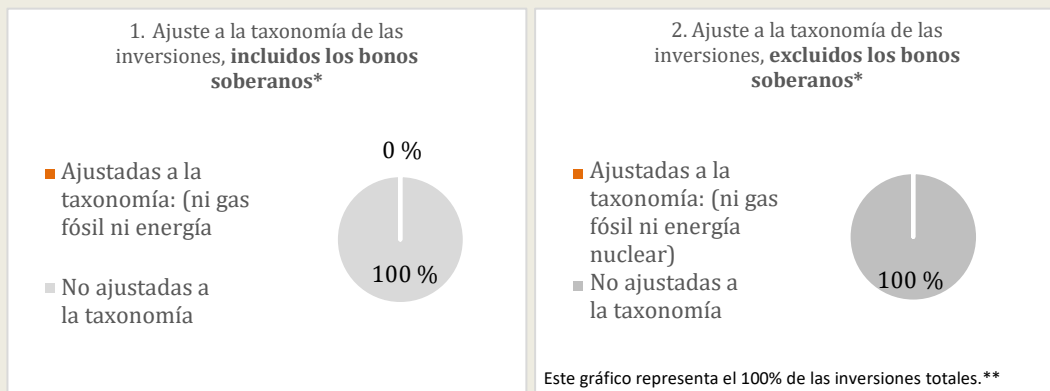 1. Ajuste a la taxonomía de las
inversiones, incluidos los bonos
soberanos*
Ajustadas a la
taxonomía: (ni gas
fósil ni energía
No ajustadas a
la taxonomía
0 %
100 %
2. Ajuste a la taxonomía de las
inversiones, excluidos los bonos
soberanos*
Ajustadas a la
taxonomía: (ni gas
fósil ni energía
nuclear)
No ajustadas a
la taxonomía
100 %
Este gráfico representa el 100% de las inversiones totales.**